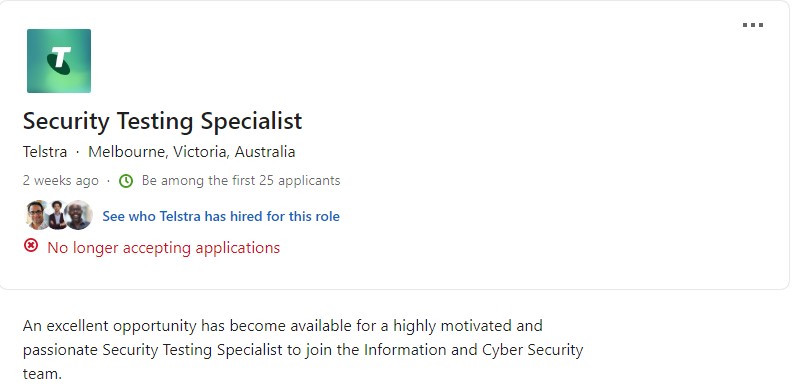 T
Security Testing Specialist
Telstra · Melbourne, Victoria, Australia
2 weeks ago · Be among the first 25 applicants
See who Telstra has hired for this role
No longer accepting applications
An excellent opportunity has become available for a highly motivated and
passionate Security Testing Specialist to join the Information and Cyber Security
team.